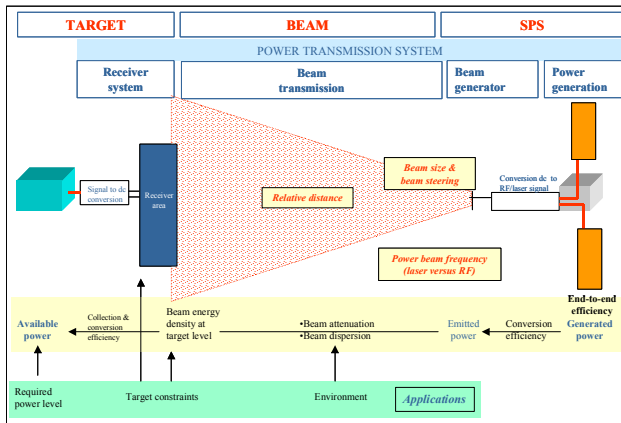 TARGET
BEAM
SPS
POWER TRANSMISSION SYSTEM
Receiver
system
Beam
transmission
Beam
generator
Power
generation
Signal to dc
conversion
Receiver
area
Relative distance
Beam size &
beam steering
Conversion dc to
RF/laser signal
Power beam frequency
(laser versus RF)
End-to-end
efficiency
Available
power
Collection &
conversion
efficiency
Beam energy
density at
target level
•Beam attenuation
•Beam dispersion
Emitted
power
Conversion
efficiency
Generated
power
Required
power level
Target constraints
Environment
Applications